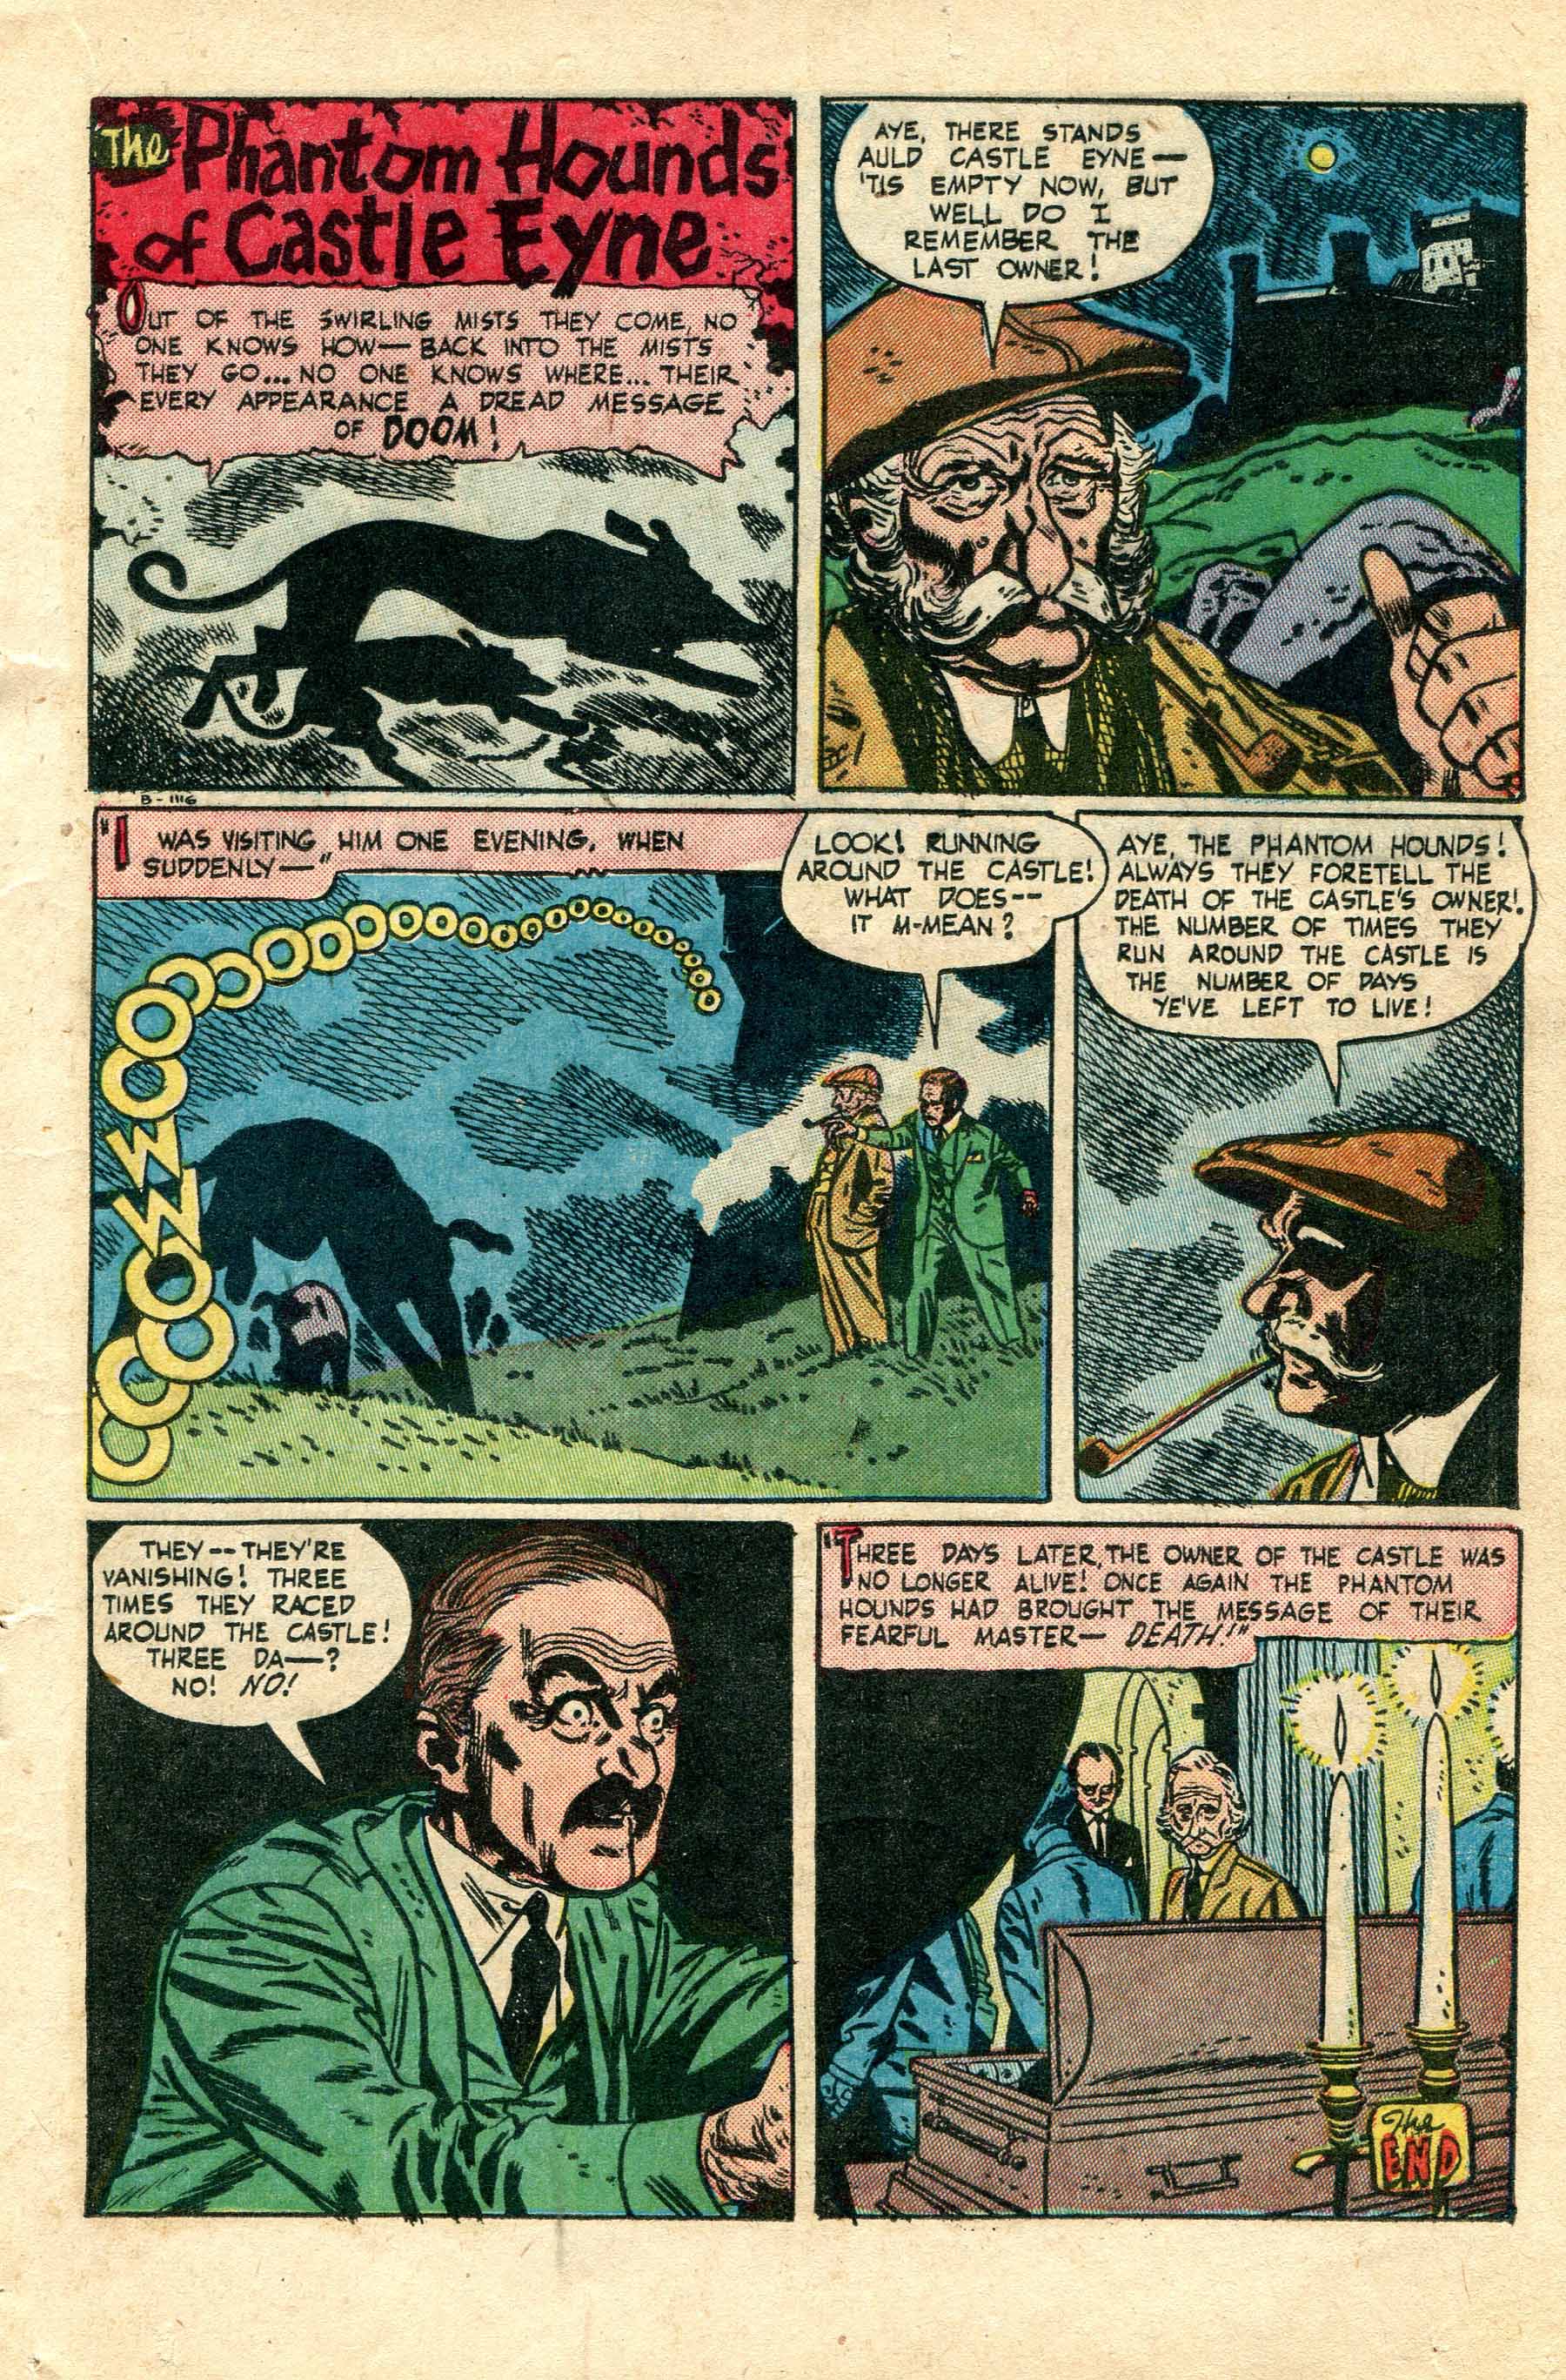 The Phantom Hounds
of Castle Eyne
OUT OF THE SWIRLING MISTS THEY COME, NO
ONE KNOWS HOW— BACK INTO THE MISTS
THEY GO... NO ONE KNOWS WHERE... THEIR
EVERY APPEARANCE A DREAD MESSAGE
OF DOOM!
B-1116
AYE, THERE STANDS
AULD CASTLE EYNE—
'TIS EMPTY NOW, BUT
WELL DO I
REMEMBER THE
LAST OWNER!
"I WAS VISITING HIM ONE EVENING, WHEN
SUDDENLY—"
OOOWWOOOOOOOOOOOOOOOOOOOOOOOOOO
LOOK! RUNNING
AROUND THE CASTLE!
WHAT DOES--
IT M-MEAN?
AYE, THE PHANTOM HOUNDS!
ALWAYS THEY FORETELL THE
DEATH OF THE CASTLE'S OWNER!
THE NUMBER OF TIMES THEY
RUN AROUND THE CASTLE IS
THE NUMBER OF DAYS
YE'VE LEFT TO LIVE!
THEY -- THEY'RE
VANISHING! THREE
TIMES THEY RACED
AROUND THE CASTLE!
THREE DA—?
NO! NO!
"THREE DAYS LATER, THE OWNER OF THE CASTLE WAS
NO LONGER ALIVE! ONCE AGAIN THE PHANTOM
HOUNDS HAD BROUGHT THE MESSAGE OF THEIR
FEARFUL MASTER— DEATH!"
The
END